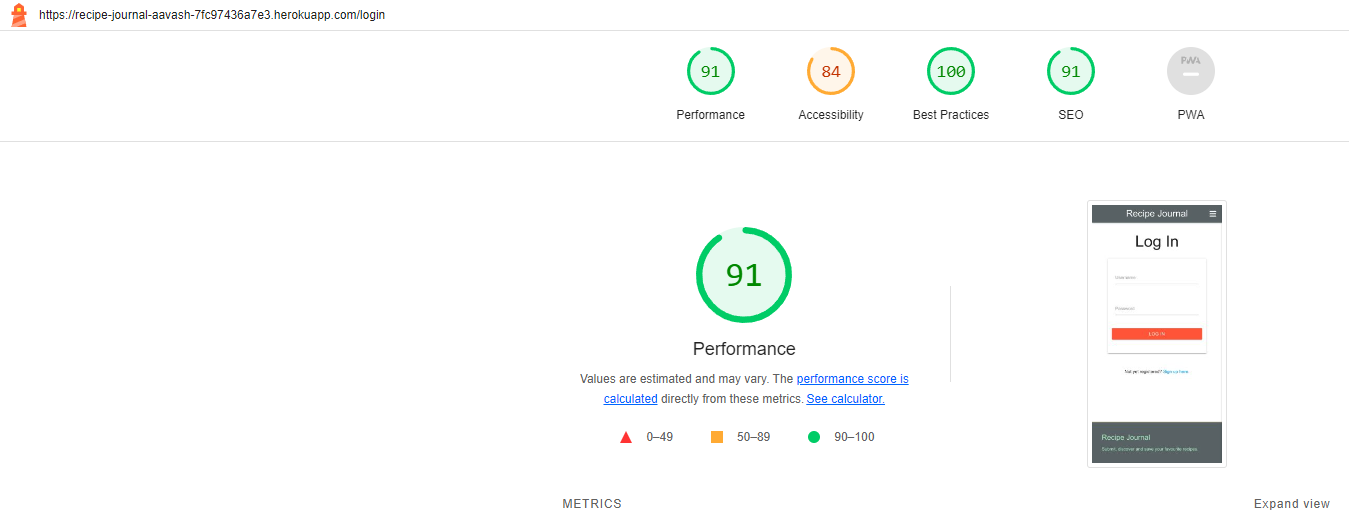 https://recipe-journal-aavash-7fc97436a7e3.herokuapp.com/login
91
84
100
91
PWA
Performance
Accessibility
Best Practices
SEO
PWA
91
Performance
Values are estimated and may vary. The performance score is
calculated directly from these metrics. See calculator.
0–49
50–89
90–100
Recipe Journal
Log In
Username
Password
LOG IN
Not yet registered? Sign up here
Recipe Journal
Submit, discover and save your favourite recipes
METRICS
Expand view